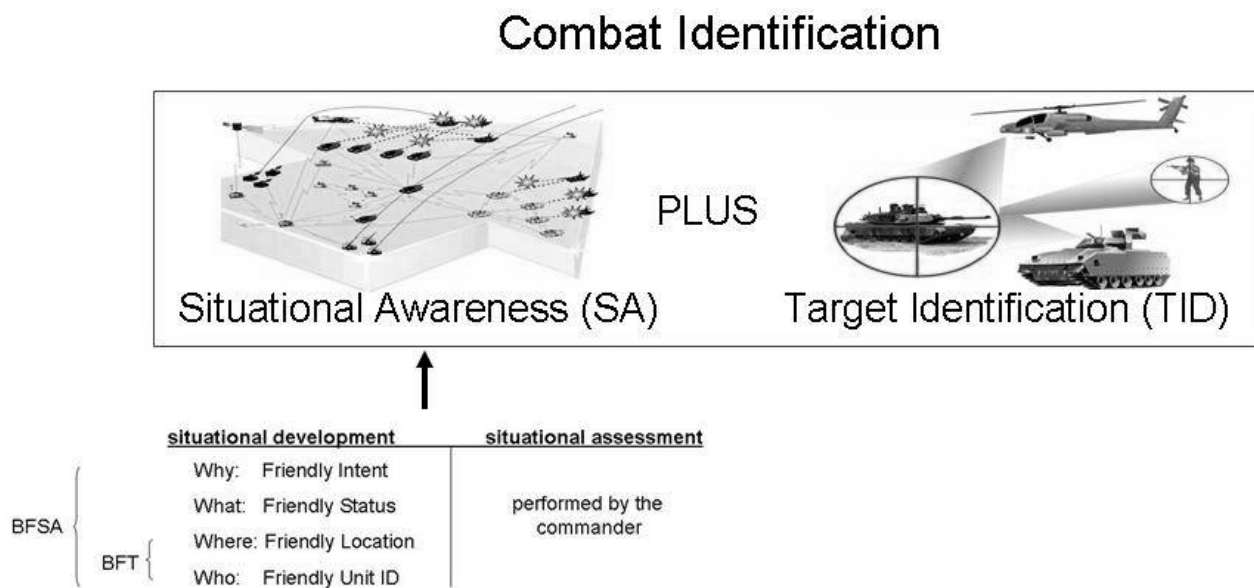 Combat Identification
PLUS
Situational Awareness (SA)
Target Identification (TID)
situational development
situational assessment
Why: Friendly Intent
What: Friendly Status
Where: Friendly Location
Who: Friendly Unit ID
BFSA
BFT
performed by the
commander